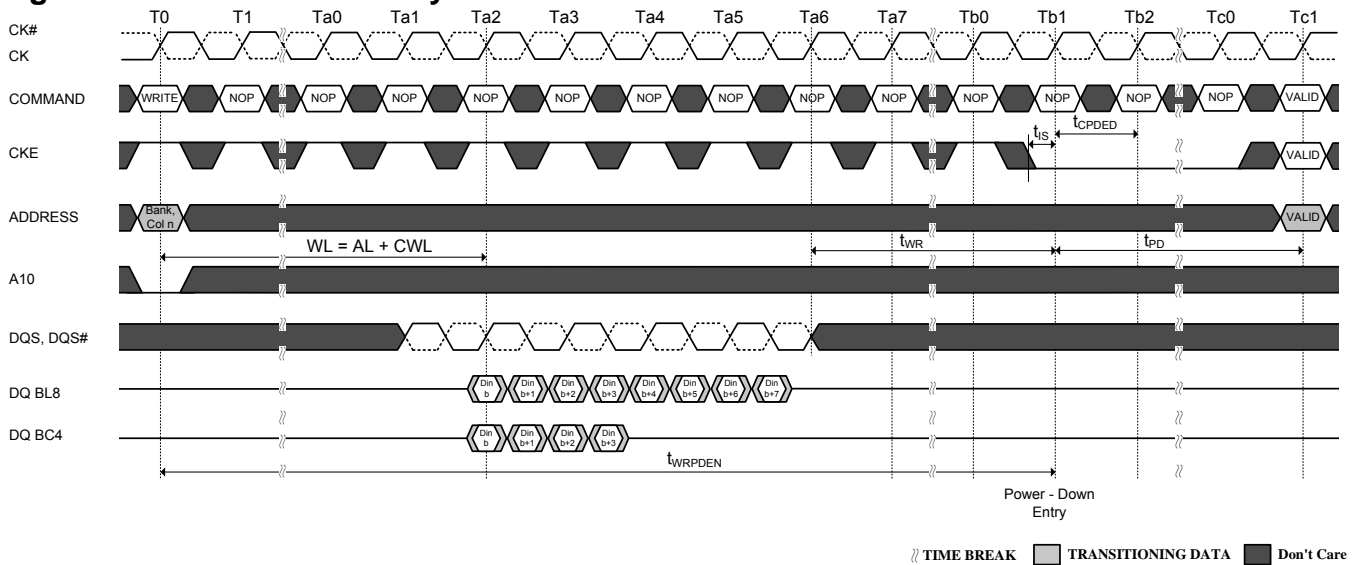 T0 T1 Ta0 Ta1 Ta2 Ta3 Ta4 Ta5 Ta6 Ta7 Tb0 Tb1 Tb2 Tc0 Tc1
CK#
CK
COMMAND WRITE NOP NOP NOP NOP NOP NOP NOP NOP NOP NOP NOP NOP NOP VALID
tIS tCPDED
CKE VALID
ADDRESS Bank, Col n VALID
WL = AL + CWL tWR tPD
A10
DQS, DQS#
DQ BL8 Din b Din b+1 Din b+2 Din b+3 Din b+4 Din b+5 Din b+6 Din b+7
DQ BC4 Din b Din b+1 Din b+2 Din b+3
tWRPDEN
Power - Down
Entry
TIME BREAK TRANSITIONING DATA Don't Care